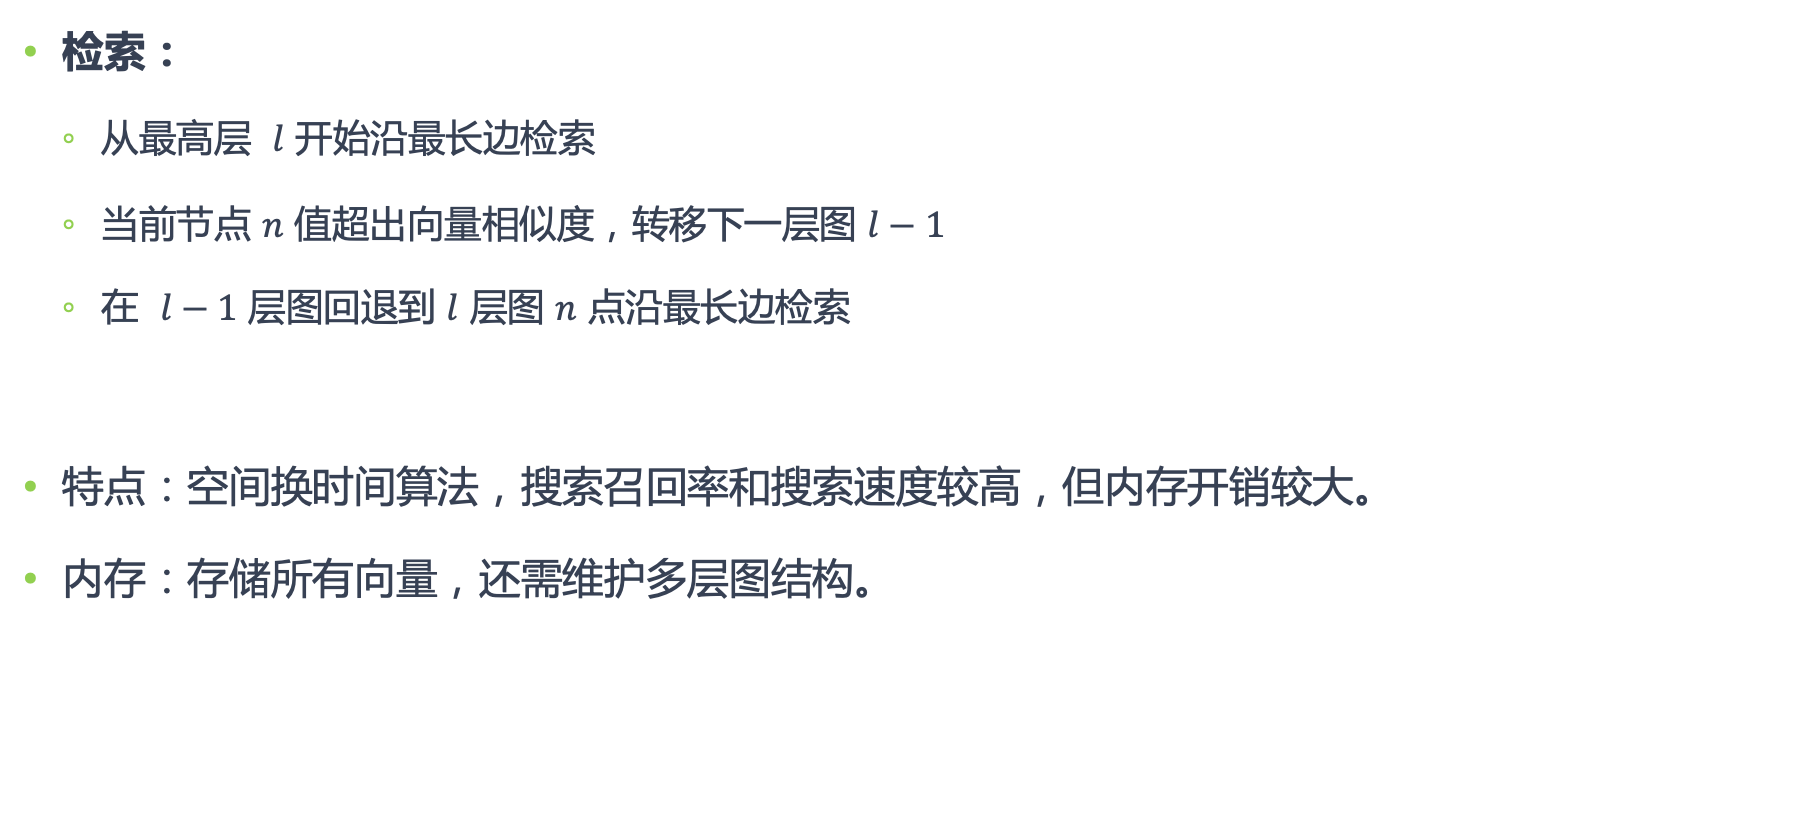 • 检索：
◦ 从最高层 l 开始沿最长边检索
◦ 当前节点 n 值超出向量相似度，转移下一层图 l − 1
◦ 在 l − 1 层图回退到 l 层图 n 点沿最长边检索
• 特点：空间换时间算法，搜索召回率和搜索速度较高，但内存开销较大。
• 内存：存储所有向量，还需维护多层图结构。